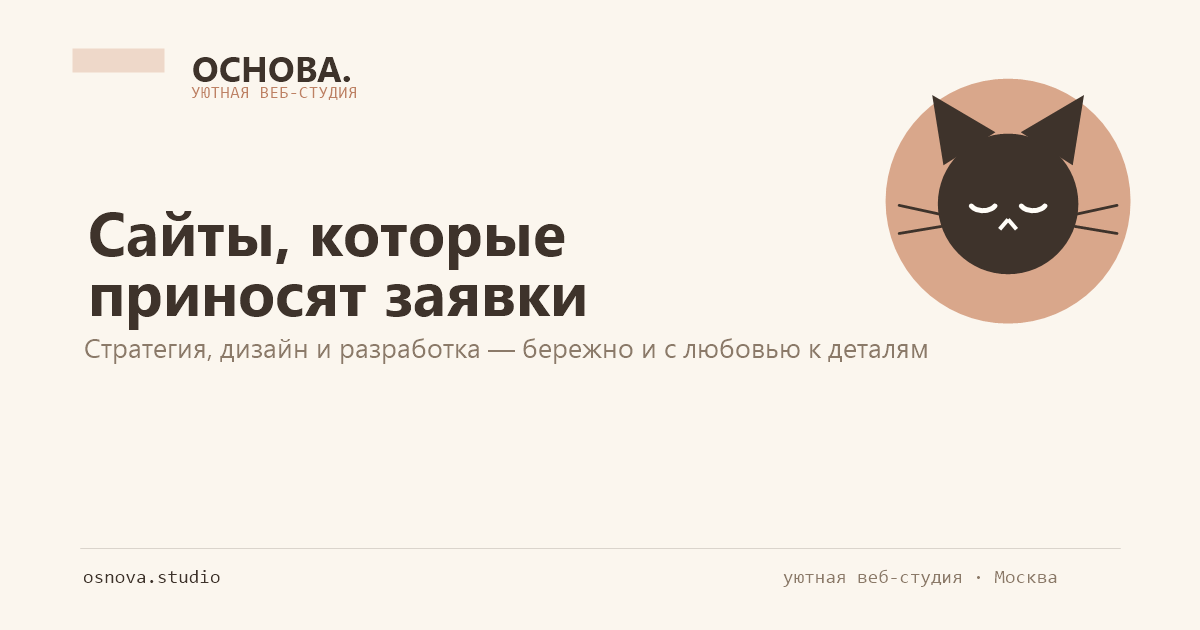 ОСНОВА.
УЮТНАЯ ВЕБ-СТУДИЯ
Сайты, которые
приносят заявки
Стратегия, дизайн и разработка — бережно и с любовью к деталям
osnova.studio
уютная веб-студия · Москва